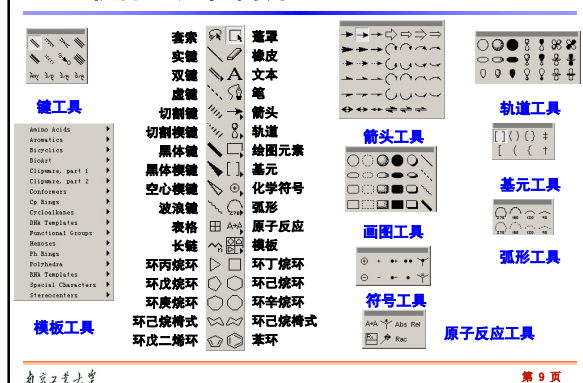 套索 蓬罩
实键 橡皮
双键 A 文本
虚键 笔
切割键 箭头
切割楔键 轨道
黑体键 绘图元素
黑体楔键 基元
空心楔键 化学符号
波浪键 弧形
表格 原子反应
长链 模板
环丙烷环 环丁烷环
环戊烷环 环己烷环
环庚烷环 环辛烷环
环己烷椅式 环己烷椅式
环戊二烯环 苯环
键工具
Amino Acids
Aromatics
Bicyclics
BioArt
Clipware, part 1
Clipware, part 2
Conformers
Cp Rings
Cycloalkanes
DNA Templates
Functional Groups
Hexoses
Ph Rings
Polyhedra
RNA Templates
Special Characters
Stereocenters
模板工具
箭头工具
画图工具
符号工具
Abs Rel
Rac
原子反应工具
轨道工具
基元工具
弧形工具
南京工业大学
第 9 页